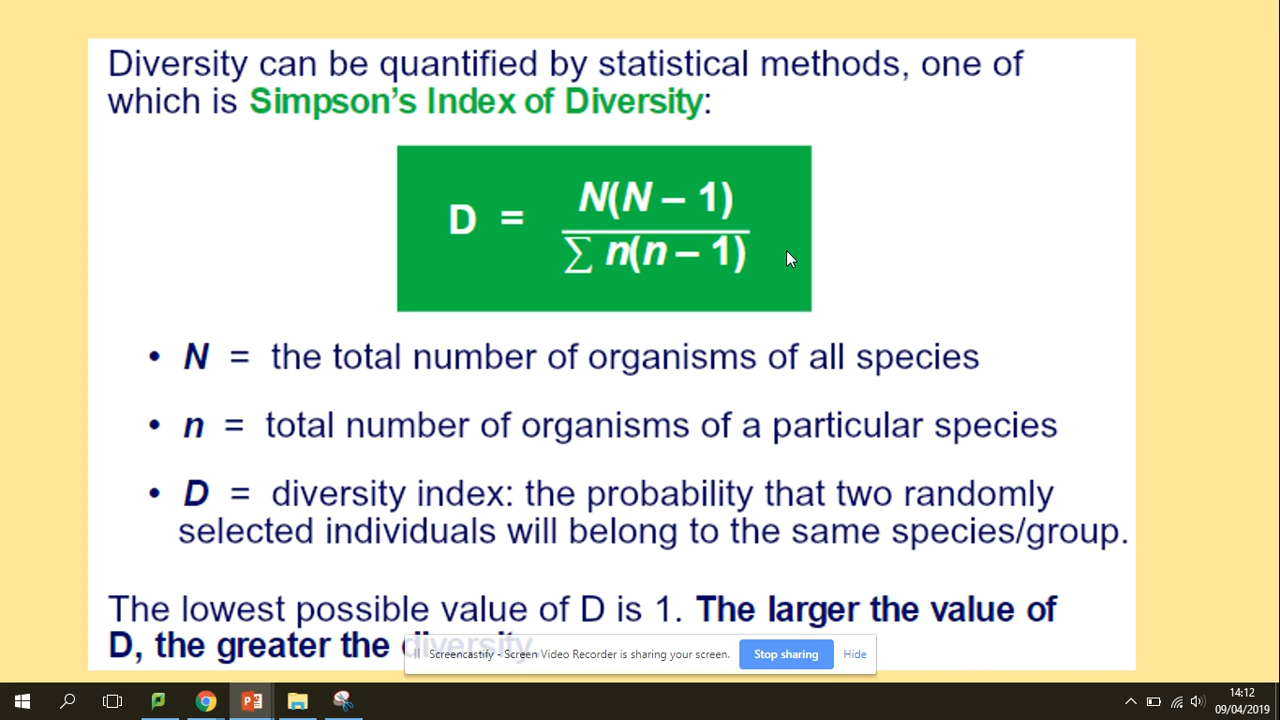 Diversity can be quantified by statistical methods, one of
which is Simpson's Index of Diversity:
D = N(N – 1)
∑ n(n – 1)
• N = the total number of organisms of all species
• n = total number of organisms of a particular species
• D = diversity index: the probability that two randomly
selected individuals will belong to the same species/group.
The lowest possible value of D is 1. The larger the value of
D, the greater the diversity.
Screencastify - Screen Video Recorder is sharing your screen. Stop sharing Hide
14:12
09/04/2019